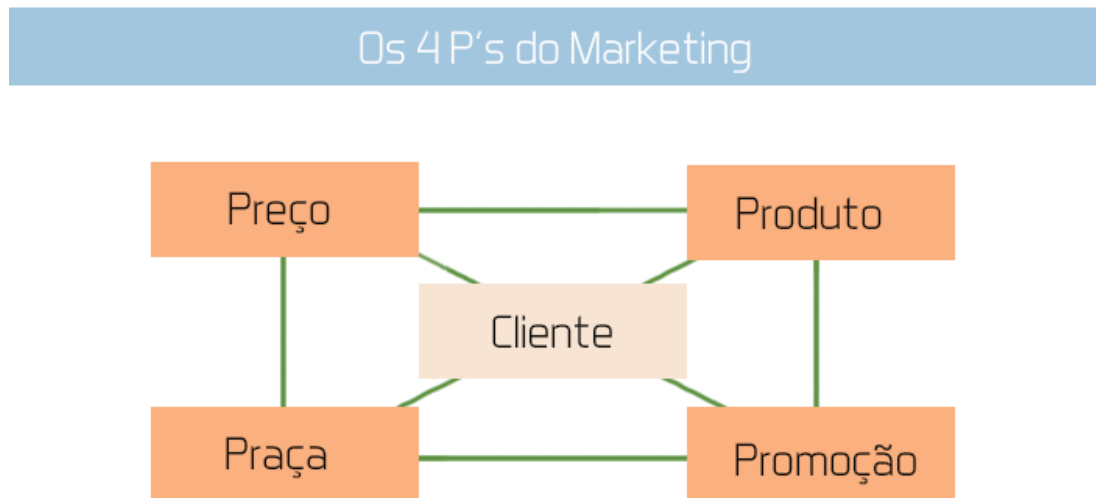 Os 4 P's do Marketing
Preço
Produto
Cliente
Praça
Promoção